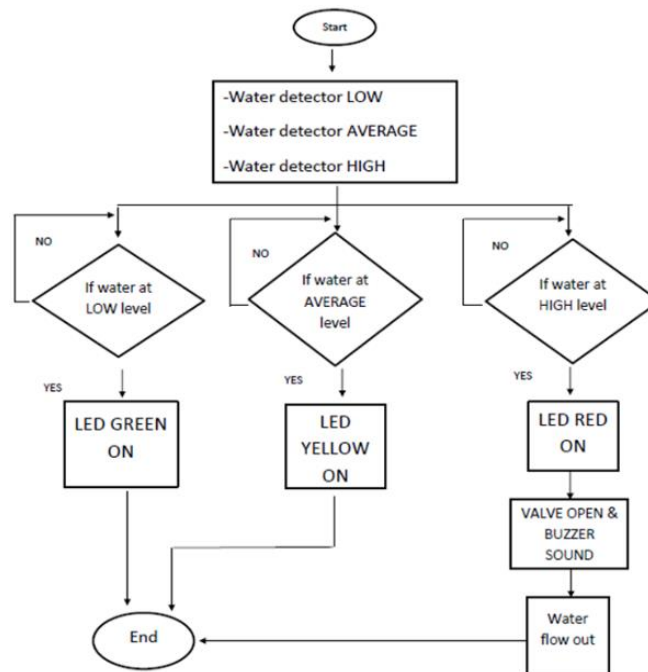 Start
-Water detector LOW
-Water detector AVERAGE
-Water detector HIGH
NO
If water at
LOW level
YES
LED GREEN
ON
NO
If water at
AVERAGE
level
YES
LED
YELLOW
ON
NO
If water at
HIGH level
YES
LED RED
ON
VALVE OPEN &
BUZZER
SOUND
Water
flow out
End